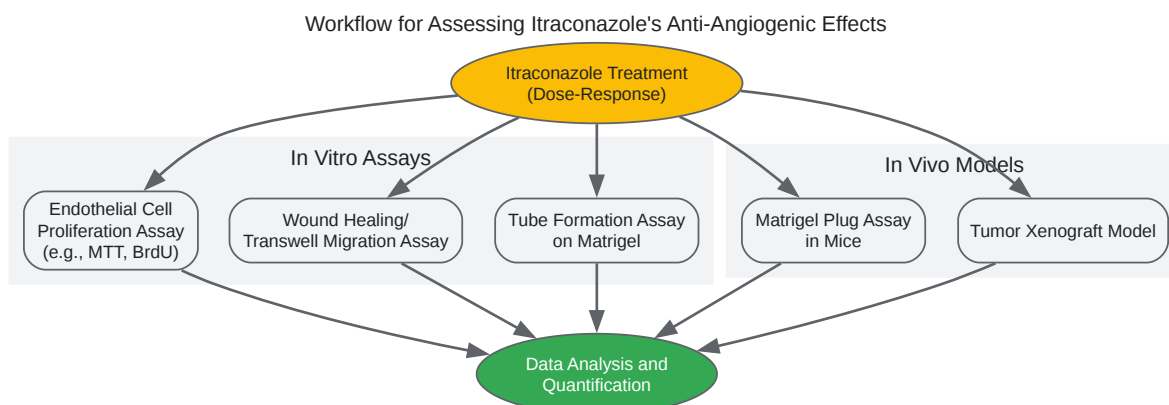 Workflow for Assessing Itraconazole's Anti-Angiogenic Effects
Itraconazole Treatment
(Dose-Response)
In Vitro Assays
In Vivo Models
Endothelial Cell
Proliferation Assay
(e.g., MTT, BrdU)
Wound Healing/
Transwell Migration Assay
Tube Formation Assay
on Matrigel
Matrigel Plug Assay
in Mice
Tumor Xenograft Model
Data Analysis and
Quantification